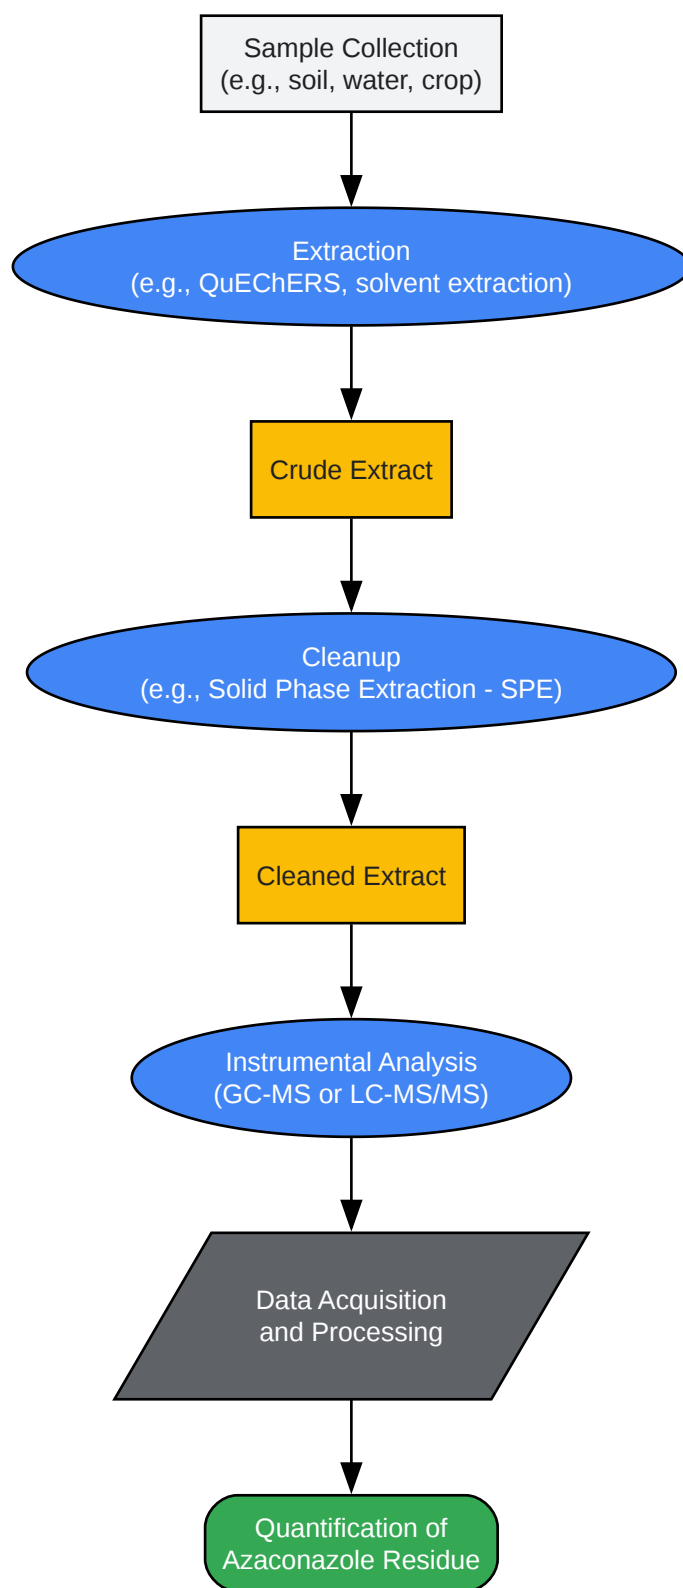 Sample Collection
(e.g., soil, water, crop)
Extraction
(e.g., QuEChERS, solvent extraction)
Crude Extract
Cleanup
(e.g., Solid Phase Extraction - SPE)
Cleaned Extract
Instrumental Analysis
(GC-MS or LC-MS/MS)
Data Acquisition
and Processing
Quantification of
Azaconazole Residue